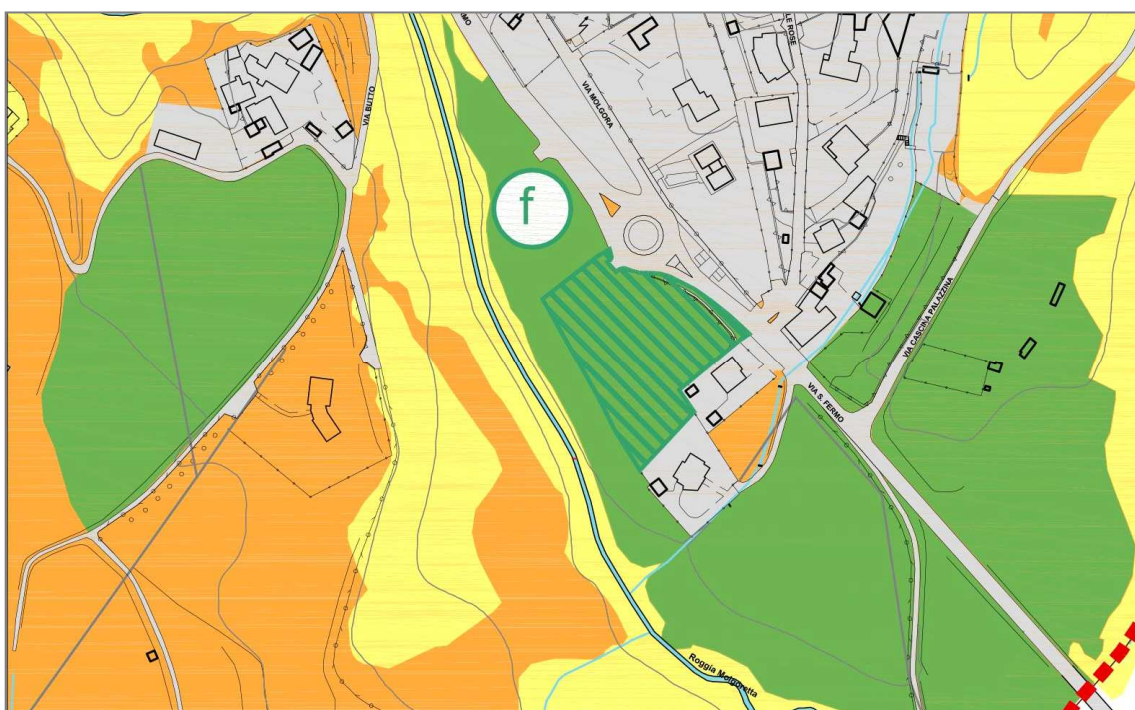 LE ROSE
VIA MOLGORA
VIA BUTTO
f
VIA CASCINA PALAZZINA
VIA S. FERMO
Roggia Molgoretta